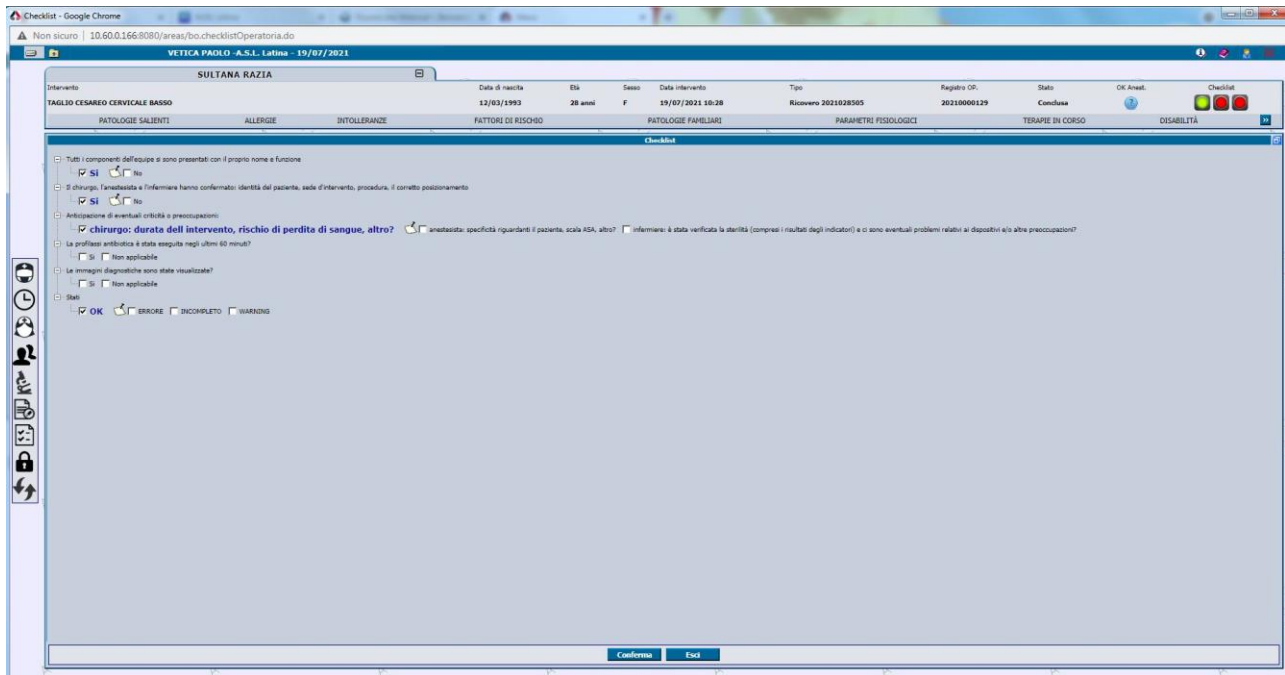 Checklist - Google Chrome
Non sicuro | 10.60.0.166:8080/areas/bo.checklistOperatoria.do
VETICA PAOLO -A.S.L. Latina - 19/07/2021
SULTANA RAZIA
Intervento Data di nascita Età Sesso Data intervento Tipo Registro OP. Stato OK Anest. Checklist
TAGLIO CESAREO CERVICALE BASSO 12/03/1993 28 anni F 19/07/2021 10:28 Ricovero 2021028505 20210000129 Conclusa
PATOLOGIE SALIENTI ALLERGIE INTOLLERANZE FATTORI DI RISCHIO PATOLOGIE FAMILIARI PARAMETRI FISIOLOGICI TERAPIE IN CORSO DISABILITÀ
Checklist
Tutti i componenti dell'equipe si sono presentati con il proprio nome e funzione
Si No
Il chirurgo, l'anestesista e l'infermiere hanno confermato: identità del paziente, sede d'intervento, procedura, il corretto posizionamento
Si No
Anticipazione di eventuali criticità o preoccupazioni:
chirurgo: durata dell intervento, rischio di perdita di sangue, altro? anestesista: specificità riguardanti il paziente, scala ASA, altro? infermiere: è stata verificata la sterilità (compresi i risultati degli indicatori) e ci sono eventuali problemi relativi ai dispositivi e/o altre preoccupazioni?
La profilassi antibiotica è stata eseguita negli ultimi 60 minuti?
Si Non applicabile
Le immagini diagnostiche sono state visualizzate?
Si Non applicabile
Stati
OK ERRORE INCOMPLETO WARNING
Conferma Esci